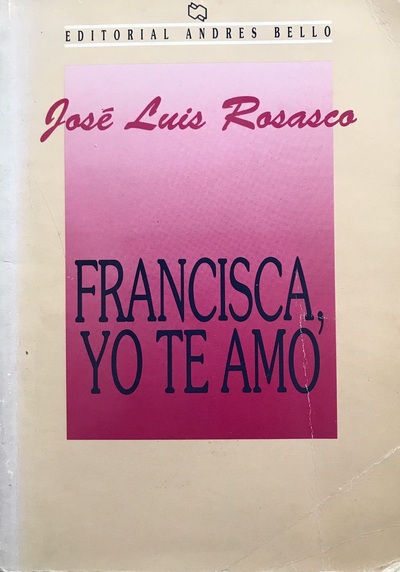 EDITORIAL ANDRES BELLO
José Luis Rosasco
FRANCISCA,
YO TE AMO